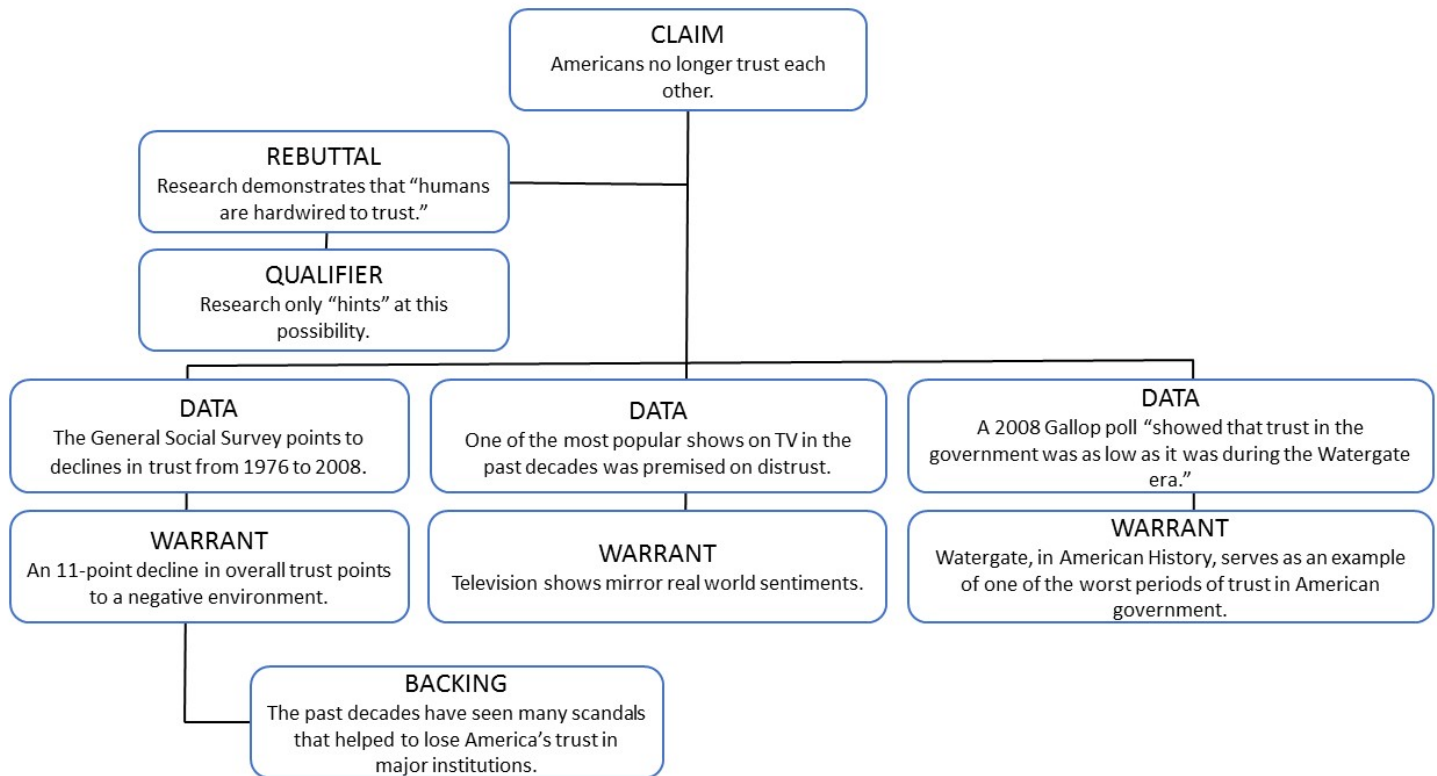 CLAIM
Americans no longer trust each
other.
REBUTTAL
Research demonstrates that “humans
are hardwired to trust.”
QUALIFIER
Research only “hints” at this
possibility.
DATA
The General Social Survey points to
declines in trust from 1976 to 2008.
DATA
One of the most popular shows on TV in the
past decades was premised on distrust.
DATA
A 2008 Gallop poll “showed that trust in the
government was as low as it was during the Watergate
era.”
WARRANT
An 11-point decline in overall trust points
to a negative environment.
WARRANT
Television shows mirror real world sentiments.
WARRANT
Watergate, in American History, serves as an example
of one of the worst periods of trust in American
government.
BACKING
The past decades have seen many scandals
that helped to lose America’s trust in
major institutions.